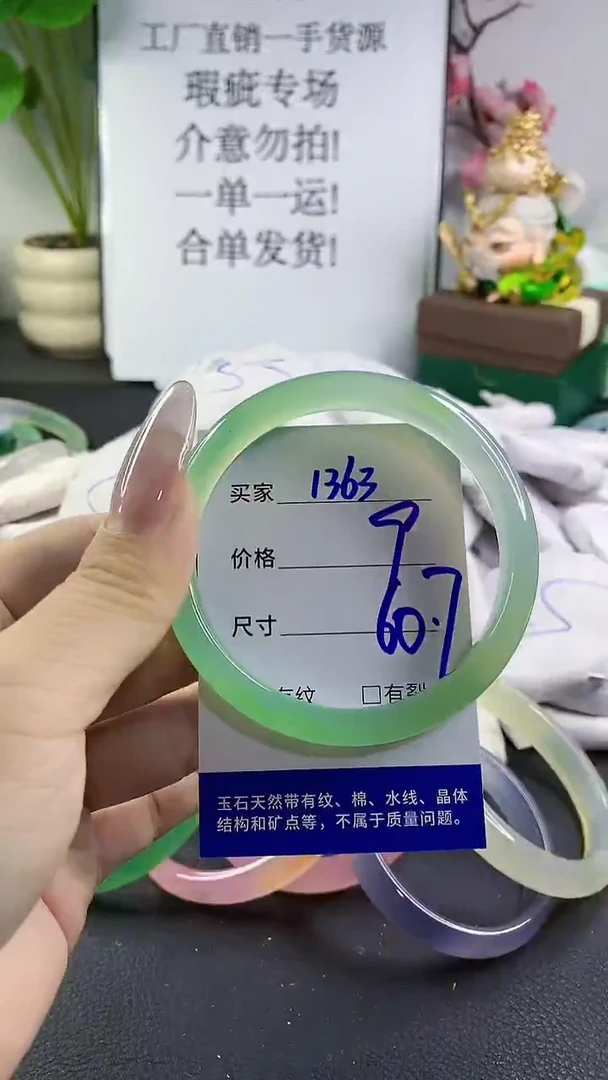 工厂直销一手货源
瑕疵专场
介意勿拍!
一单一运!
合单发货!
买家 1363
价格 9
尺寸 60.7
有纹 □有裂
玉石天然带有纹、棉、水线、晶体
结构和矿点等，不属于质量问题。